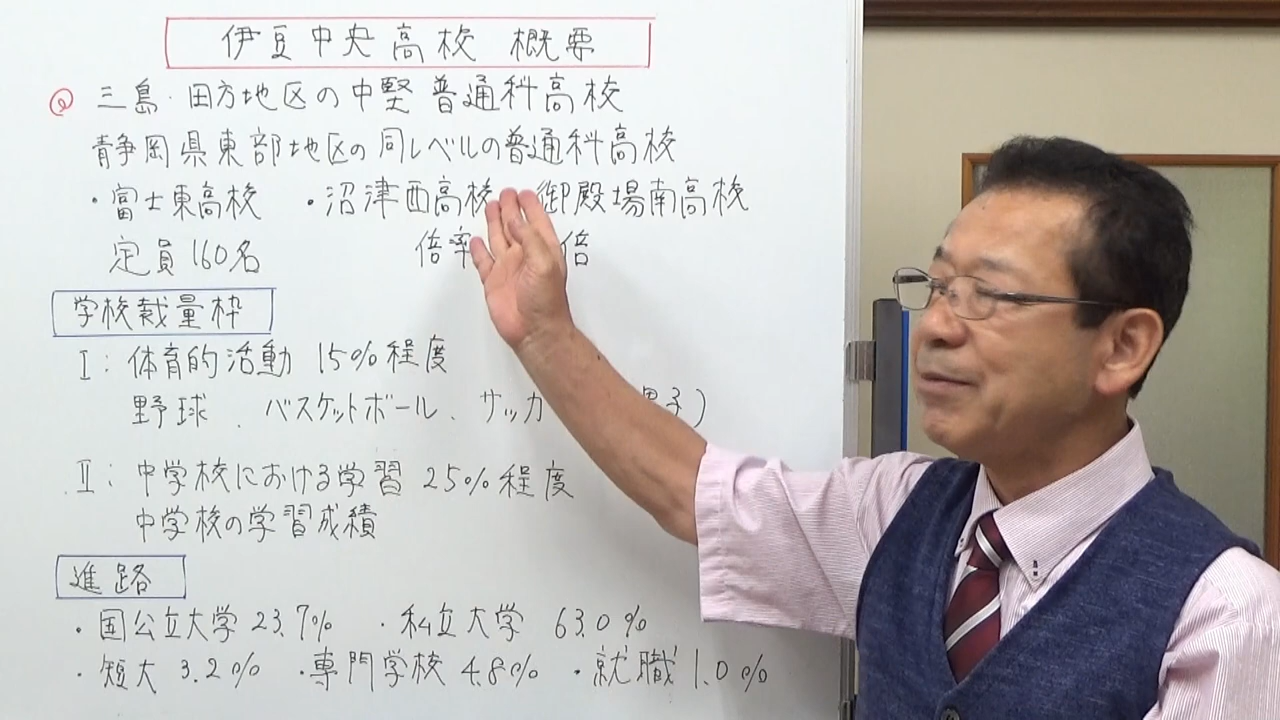 伊豆中央高校 概要
◎ 三島・田方地区の中堅 普通科高校
静岡県東部地区の同レベルの普通科高校
・富士東高校 ・沼津西高校 御殿場南高校
定員160名 倍率 倍
学校裁量枠
Ⅰ：体育的活動 15%程度
野球、バスケットボール、サッカ 男子）
Ⅱ：中学校における学習 25%程度
中学校の学習成績
進路
・国公立大学 23.7% ・私立大学 63.0%
・短大 3.2% ・専門学校 4.8% ・就職 1.0%